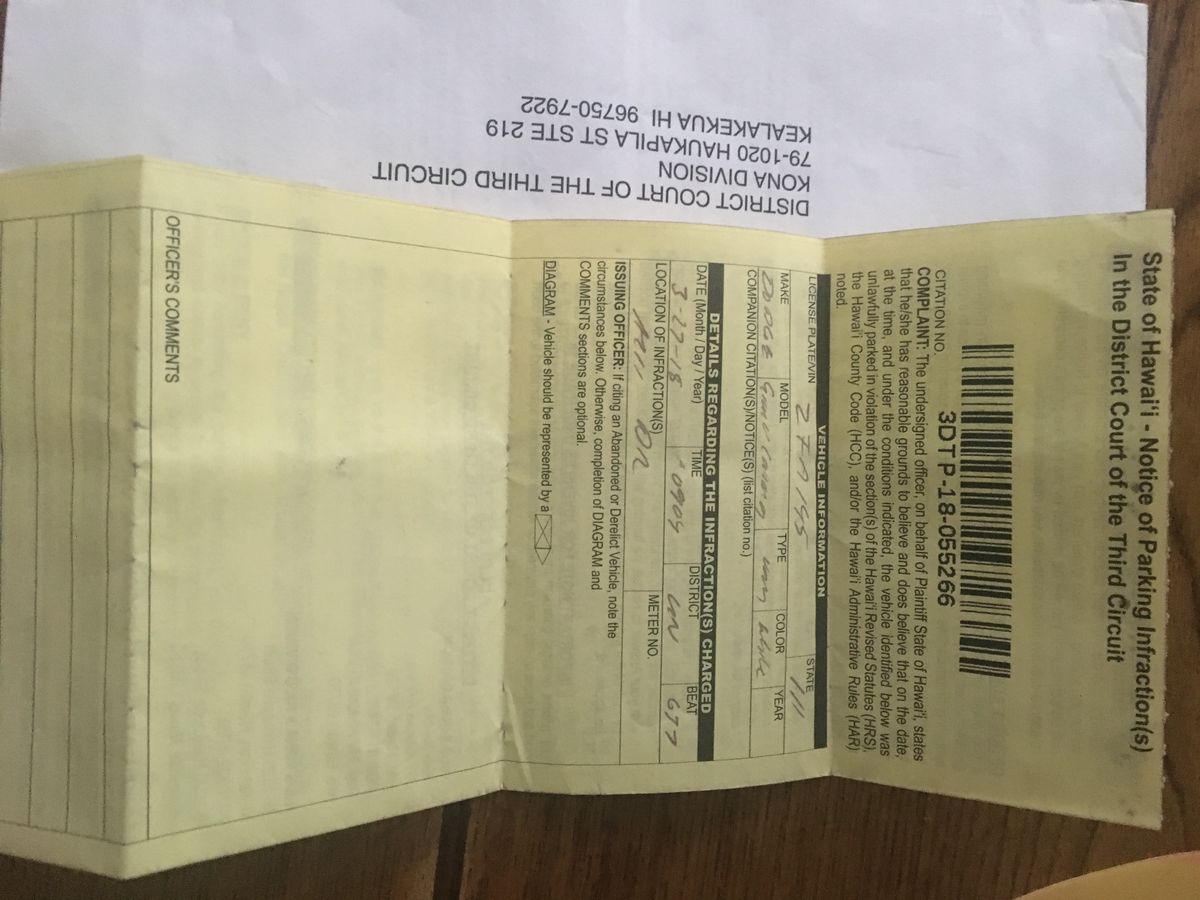 State of Hawai'i - Notice of Parking Infraction(s)
In the District Court of the Third Circuit
CITATION NO. 3DTP-18-055266
COMPLAINT: The undersigned officer, on behalf of Plaintiff State of Hawai'i, states
that he/she has reasonable grounds to believe and does believe that on the date,
at the time, and under the conditions indicated, the vehicle identified below was
unlawfully parked in violation of the section(s) of the Hawai'i Revised Statutes (HRS),
the Hawai'i County Code (HCC), and/or the Hawai'i Administrative Rules (HAR)
noted.
VEHICLE INFORMATION
LICENSE PLATE/VIN STATE
MAKE MODEL TYPE COLOR YEAR
DODGE van white
COMPANION CITATION(S)/NOTICE(S) (list citation no.)
DETAILS REGARDING THE INFRACTION(S) CHARGED
DATE (Month / Day / Year) TIME DISTRICT BEAT
3-27-18 0904
LOCATION OF INFRACTION(S) METER NO.
ISSUING OFFICER: If citing an Abandoned or Derelict Vehicle, note the
circumstances below. Otherwise, completion of DIAGRAM and
COMMENTS sections are optional.
DIAGRAM - Vehicle should be represented by a
OFFICER'S COMMENTS
DISTRICT COURT OF THE THIRD CIRCUIT
KONA DIVISION
79-1020 HAUKAPILA ST STE 219
KEALAKEKUA HI 96750-7922